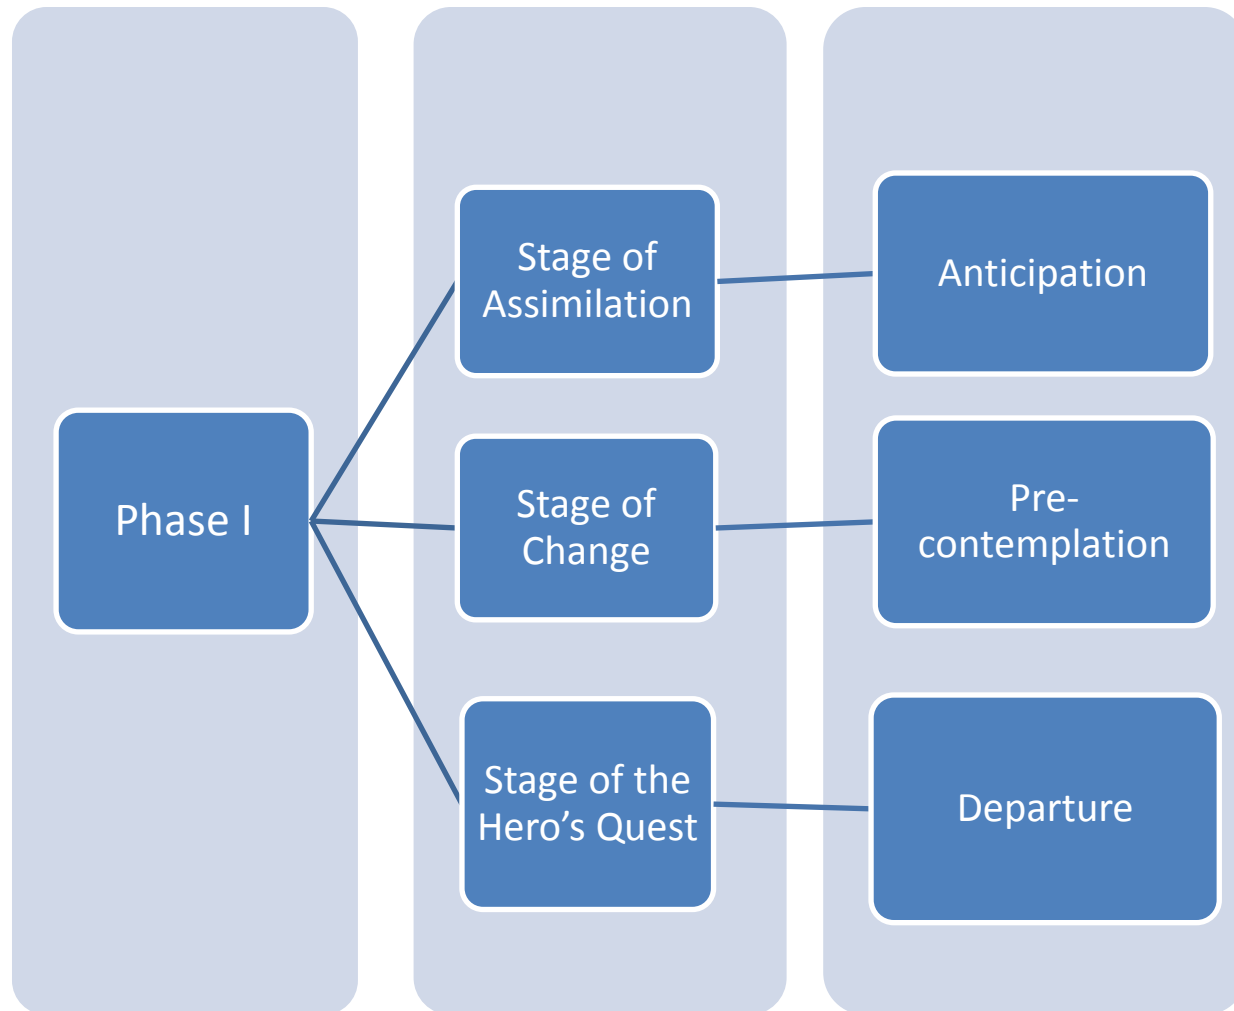 Phase I
Stage of
Assimilation
Anticipation
Stage of
Change
Pre-
contemplation
Stage of the
Hero’s Quest
Departure